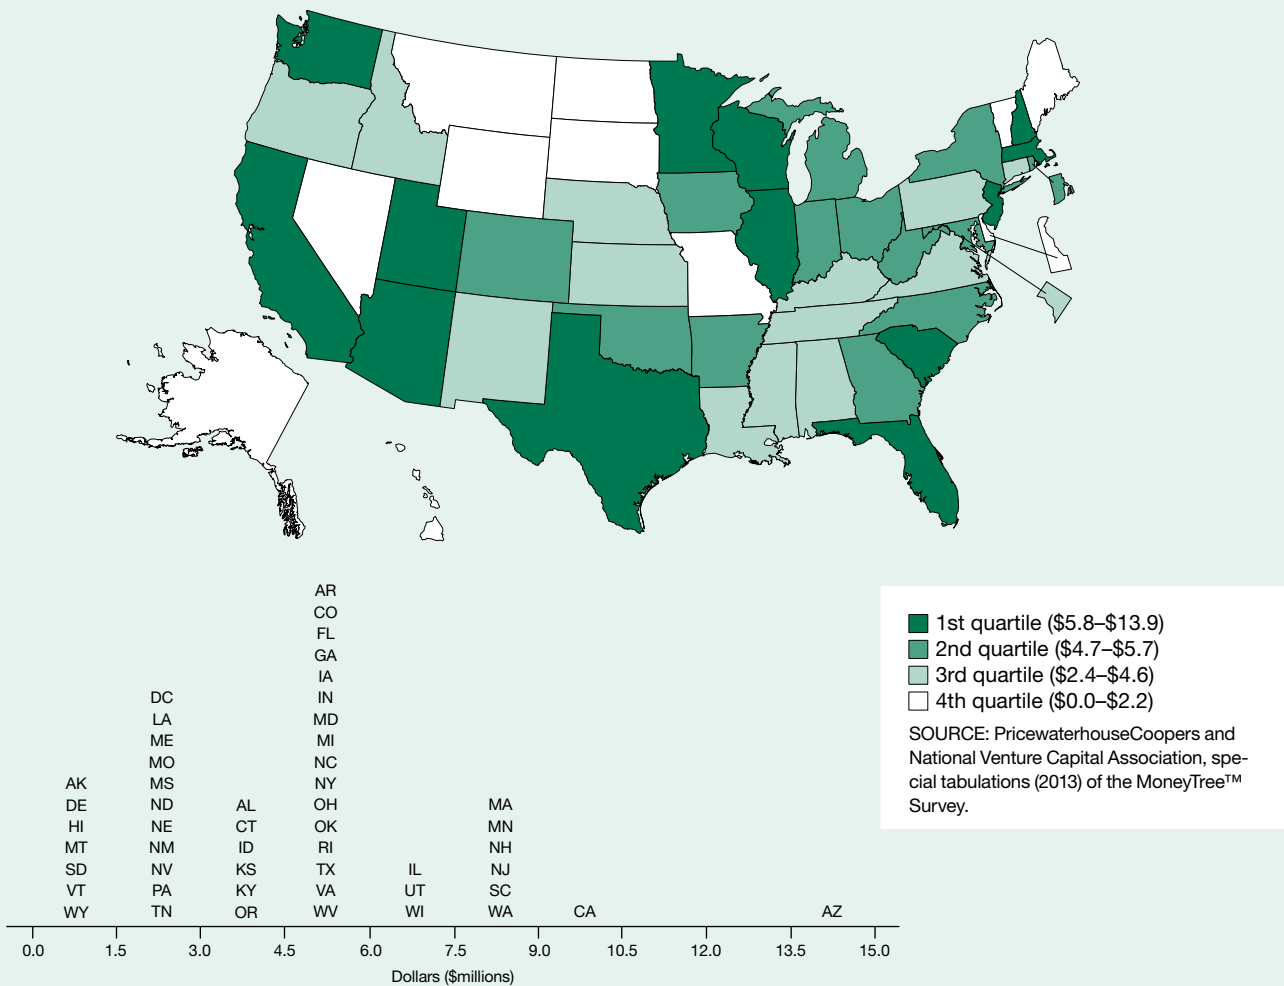 AR
CO
FL
GA
IA
DC IN
LA MD
ME MI
MO NC
AK MS NY
DE ND AL OH MA
HI NE CT OK MN
MT NM ID RI NH
SD NV KS TX IL NJ
VT PA KY VA UT SC
WY TN OR WV WI WA CA AZ
0.0 1.5 3.0 4.5 6.0 7.5 9.0 10.5 12.0 13.5 15.0
Dollars ($millions)
1st quartile ($5.8–$13.9)
2nd quartile ($4.7–$5.7)
3rd quartile ($2.4–$4.6)
4th quartile ($0.0–$2.2)
SOURCE: PricewaterhouseCoopers and
National Venture Capital Association, spe-
cial tabulations (2013) of the MoneyTree™
Survey.